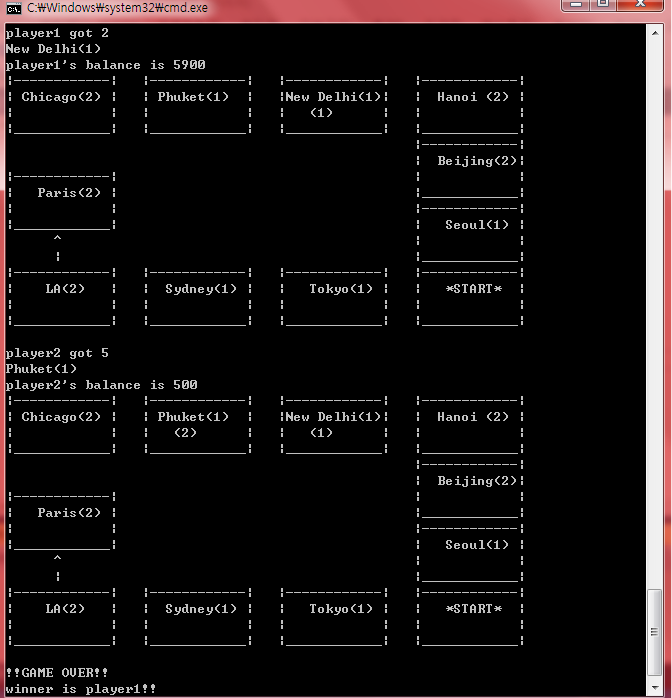 C:₩Windows₩system32₩cmd.exe
player1 got 2
New Delhi(1)
player1's balance is 5900
Chicago(2) Phuket(1) New Delhi(1) Hanoi (2)
(1)
Beijing(2)
Paris(2)
Seoul(1)
^
LA(2) Sydney(1) Tokyo(1) *START*
player2 got 5
Phuket(1)
player2's balance is 500
Chicago(2) Phuket(1) New Delhi(1) Hanoi (2)
(2) (1)
Beijing(2)
Paris(2)
Seoul(1)
^
LA(2) Sydney(1) Tokyo(1) *START*
!!GAME OVER!!
winner is player1!!